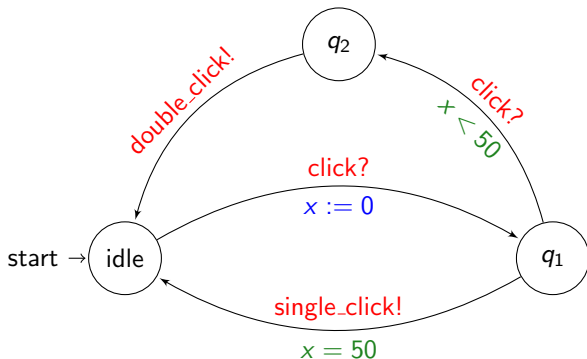 q₂
double_click!
click?
x < 50
click?
x := 0
start
idle
q₁
single_click!
x = 50